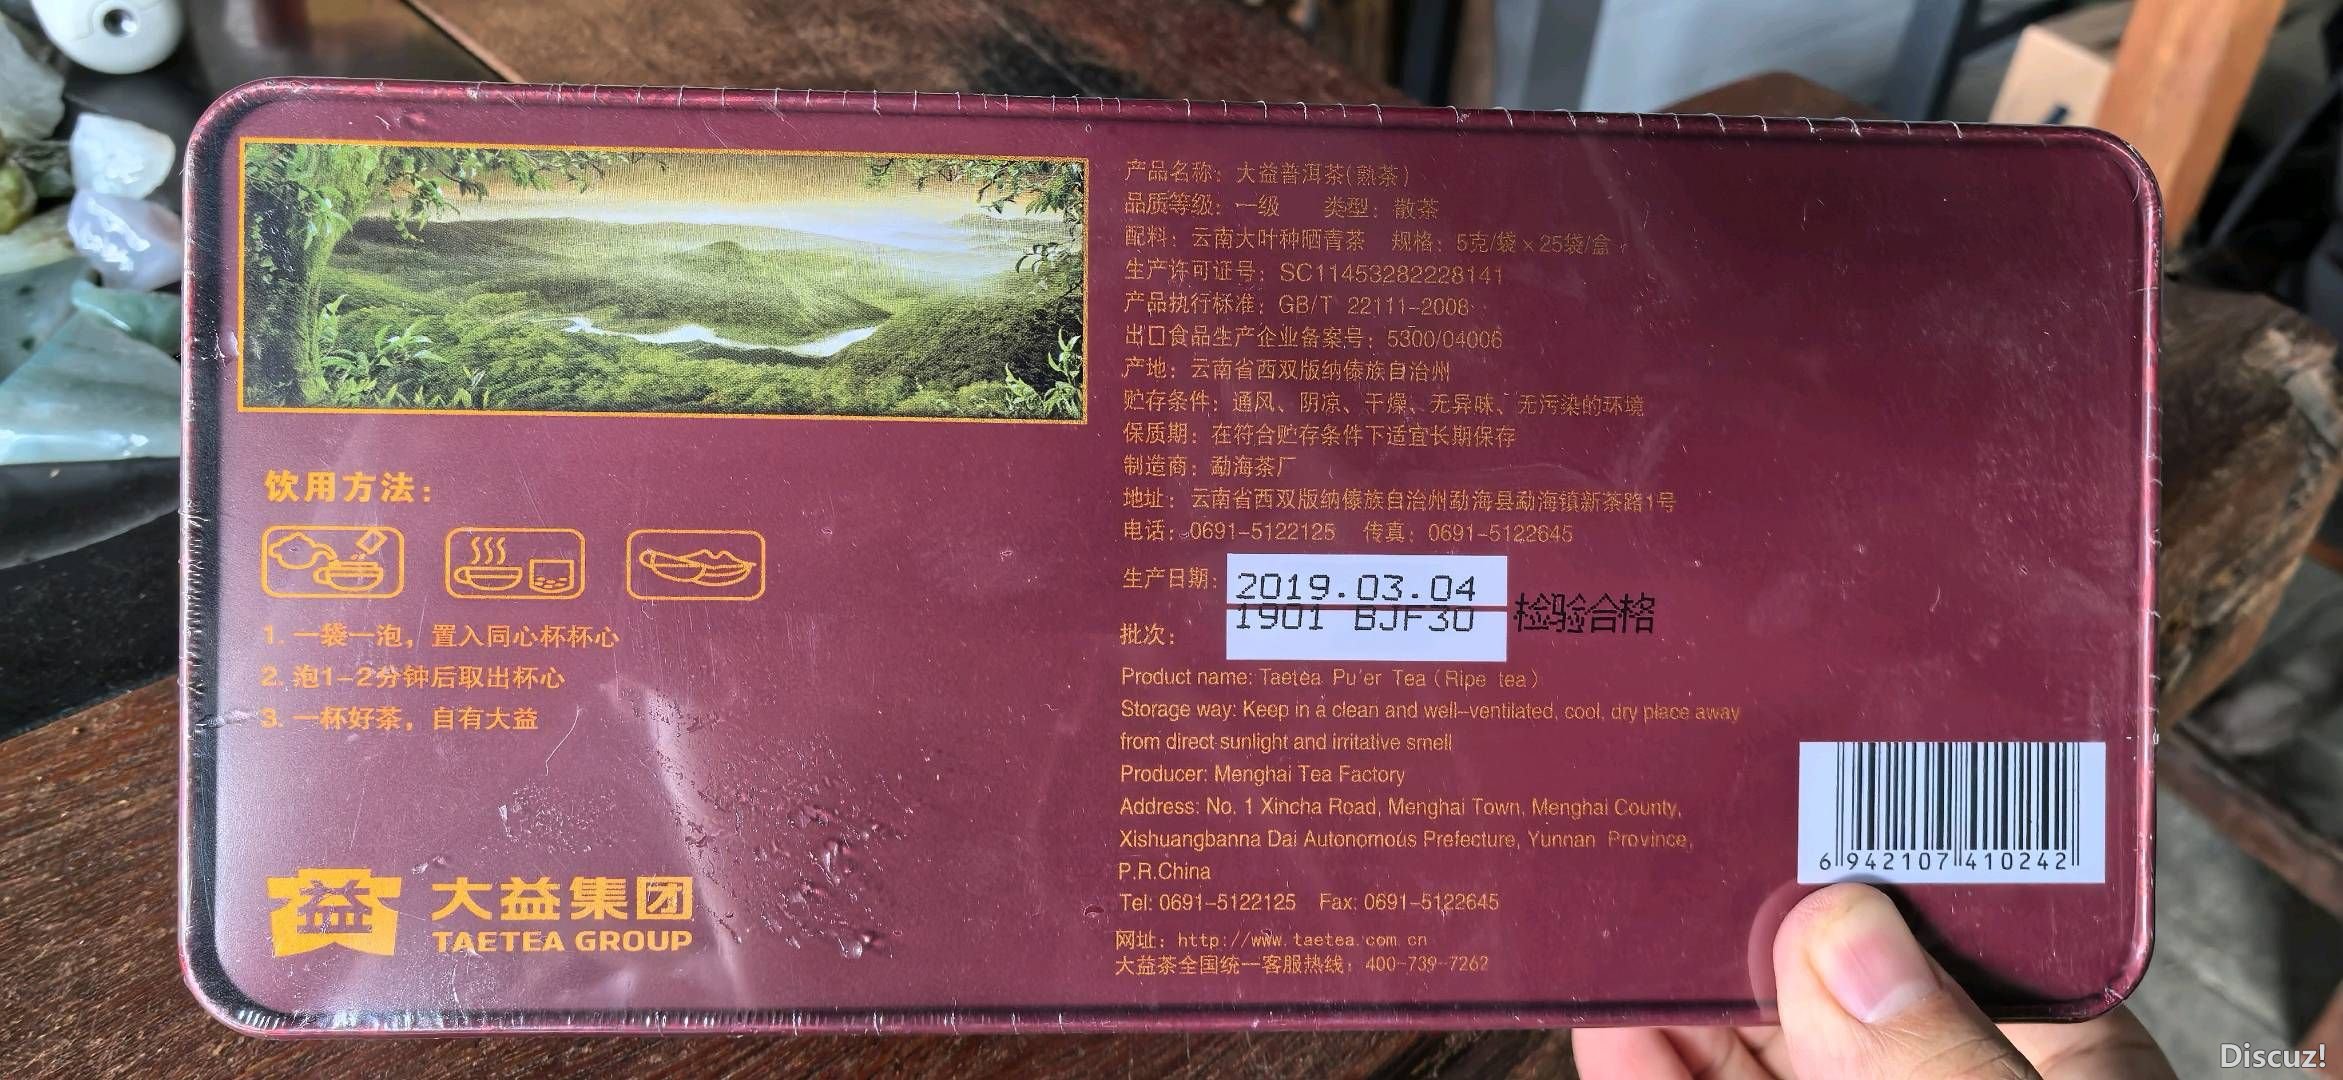 产品名称：大益普洱茶(熟茶)
品质等级：一级 类型：散茶
配料：云南大叶种晒青茶 规格：5克/袋×25袋/盒
生产许可证号：SC11453282228141
产品执行标准：GB/T 22111-2008
出口食品生产企业备案号：5300/04006
产地：云南省西双版纳傣族自治州
贮存条件：通风、阴凉、干燥、无异味、无污染的环境
保质期：在符合贮存条件下适宜长期保存
制造商：勐海茶厂
地址：云南省西双版纳傣族自治州勐海县勐海镇新茶路1号
电话：0691-5122125 传真：0691-5122645
生产日期：2019.03.04
批次：1901 BJF30 检验合格
Product name: Taetea Pu'er Tea (Ripe tea)
Storage way: Keep in a clean and well-ventilated, cool, dry place away
from direct sunlight and irritative smell
Producer: Menghai Tea Factory
Address: No. 1 Xincha Road, Menghai Town, Menghai County,
Xishuangbanna Dai Autonomous Prefecture, Yunnan Province,
P.R.China
Tel: 0691-5122125 Fax: 0691-5122645
网址：http://www.taetea.com.cn
大益茶全国统一客服热线：400-739-7262
饮用方法：
1. 一袋一泡，置入同心杯杯心
2. 泡1-2分钟后取出杯心
3. 一杯好茶，自有大益
益
大益集团
TAETEA GROUP
6 942107 410242
Discuz!